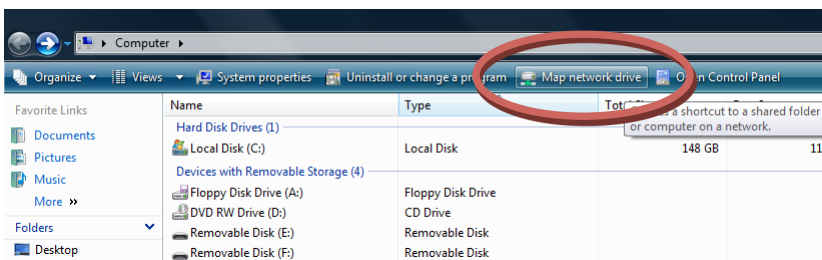 Computer
Organize Views System properties Uninstall or change a program Map network drive Open Control Panel
Favorite Links Name Type
Documents Hard Disk Drives (1)
Pictures Local Disk (C:) Local Disk 148 GB 11
Music Devices with Removable Storage (4)
More » Floppy Disk Drive (A:) Floppy Disk Drive
DVD RW Drive (D:) CD Drive
Folders Removable Disk (E:) Removable Disk
Desktop Removable Disk (F:) Removable Disk
a shortcut to a shared folder
or computer on a network.